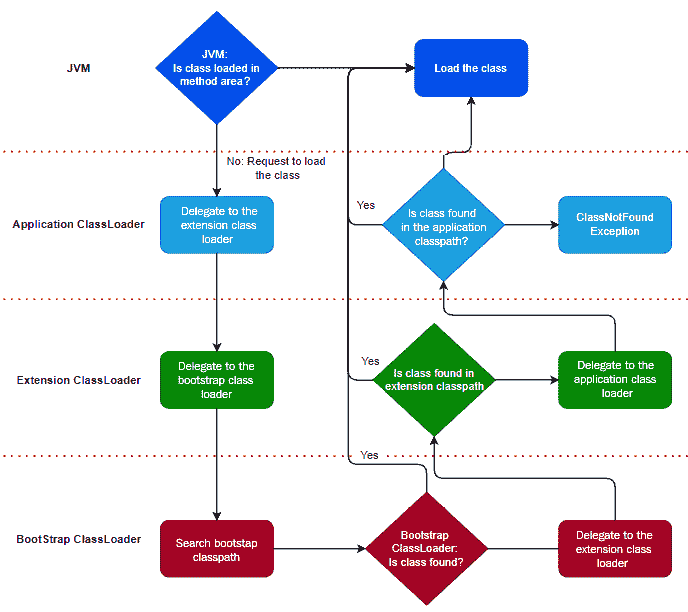 JVM
JVM:
Is class loaded in
method area?
Load the class
No: Request to load
the class
Application ClassLoader
Delegate to the
extension class
loader
Yes
Is class found
in the application
classpath?
ClassNotFound
Exception
Extension ClassLoader
Delegate to the
bootstrap class
loader
Yes
Is class found in
extension classpath
Delegate to the
application class
loader
Yes
BootStrap ClassLoader
Search bootstap
classpath
Bootstrap
ClassLoader:
Is class found?
Delegate to the
extension class
loader